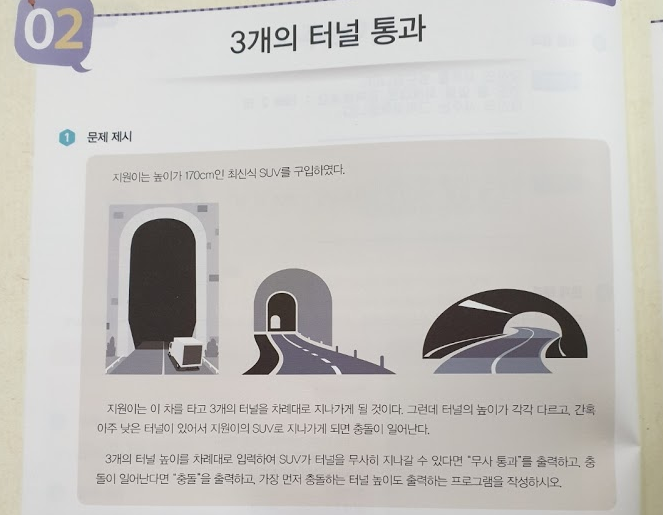 02
3개의 터널 통과
1 문제 제시
지원이는 높이가 170cm인 최신식 SUV를 구입하였다.
지원이는 이 차를 타고 3개의 터널을 차례대로 지나가게 될 것이다. 그런데 터널의 높이가 각각 다르고, 간혹
아주 낮은 터널이 있어서 지원이의 SUV로 지나가게 되면 충돌이 일어난다.
3개의 터널 높이를 차례대로 입력하여 SUV가 터널을 무사히 지나갈 수 있다면 “무사 통과”를 출력하고, 충
돌이 일어난다면 “충돌”을 출력하고, 가장 먼저 충돌하는 터널 높이도 출력하는 프로그램을 작성하시오.